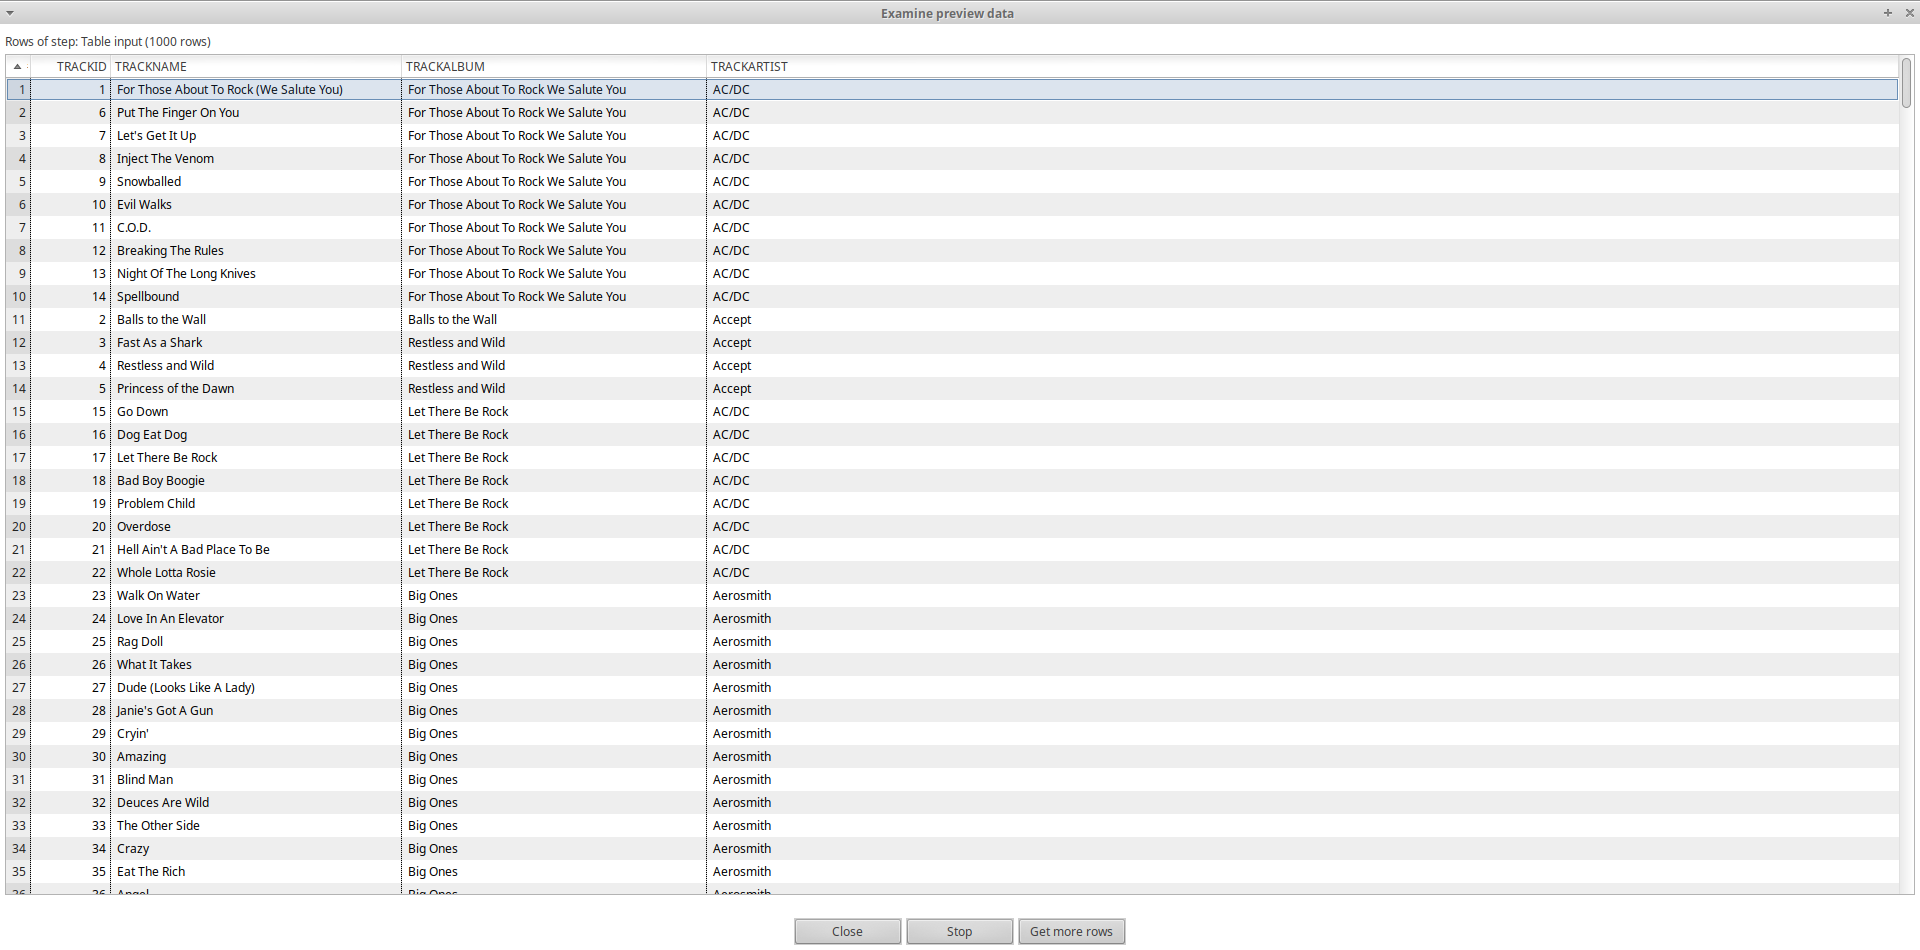 Examine preview data
Rows of step: Table input (1000 rows)
TRACKID TRACKNAME TRACKALBUM TRACKARTIST
1 1 For Those About To Rock (We Salute You) For Those About To Rock We Salute You AC/DC
2 6 Put The Finger On You For Those About To Rock We Salute You AC/DC
3 7 Let's Get It Up For Those About To Rock We Salute You AC/DC
4 8 Inject The Venom For Those About To Rock We Salute You AC/DC
5 9 Snowballed For Those About To Rock We Salute You AC/DC
6 10 Evil Walks For Those About To Rock We Salute You AC/DC
7 11 C.O.D. For Those About To Rock We Salute You AC/DC
8 12 Breaking The Rules For Those About To Rock We Salute You AC/DC
9 13 Night Of The Long Knives For Those About To Rock We Salute You AC/DC
10 14 Spellbound For Those About To Rock We Salute You AC/DC
11 2 Balls to the Wall Balls to the Wall Accept
12 3 Fast As a Shark Restless and Wild Accept
13 4 Restless and Wild Restless and Wild Accept
14 5 Princess of the Dawn Restless and Wild Accept
15 15 Go Down Let There Be Rock AC/DC
16 16 Dog Eat Dog Let There Be Rock AC/DC
17 17 Let There Be Rock Let There Be Rock AC/DC
18 18 Bad Boy Boogie Let There Be Rock AC/DC
19 19 Problem Child Let There Be Rock AC/DC
20 20 Overdose Let There Be Rock AC/DC
21 21 Hell Ain't A Bad Place To Be Let There Be Rock AC/DC
22 22 Whole Lotta Rosie Let There Be Rock AC/DC
23 23 Walk On Water Big Ones Aerosmith
24 24 Love In An Elevator Big Ones Aerosmith
25 25 Rag Doll Big Ones Aerosmith
26 26 What It Takes Big Ones Aerosmith
27 27 Dude (Looks Like A Lady) Big Ones Aerosmith
28 28 Janie's Got A Gun Big Ones Aerosmith
29 29 Cryin' Big Ones Aerosmith
30 30 Amazing Big Ones Aerosmith
31 31 Blind Man Big Ones Aerosmith
32 32 Deuces Are Wild Big Ones Aerosmith
33 33 The Other Side Big Ones Aerosmith
34 34 Crazy Big Ones Aerosmith
35 35 Eat The Rich Big Ones Aerosmith
36 36 Angel Big Ones Aerosmith
Close Stop Get more rows